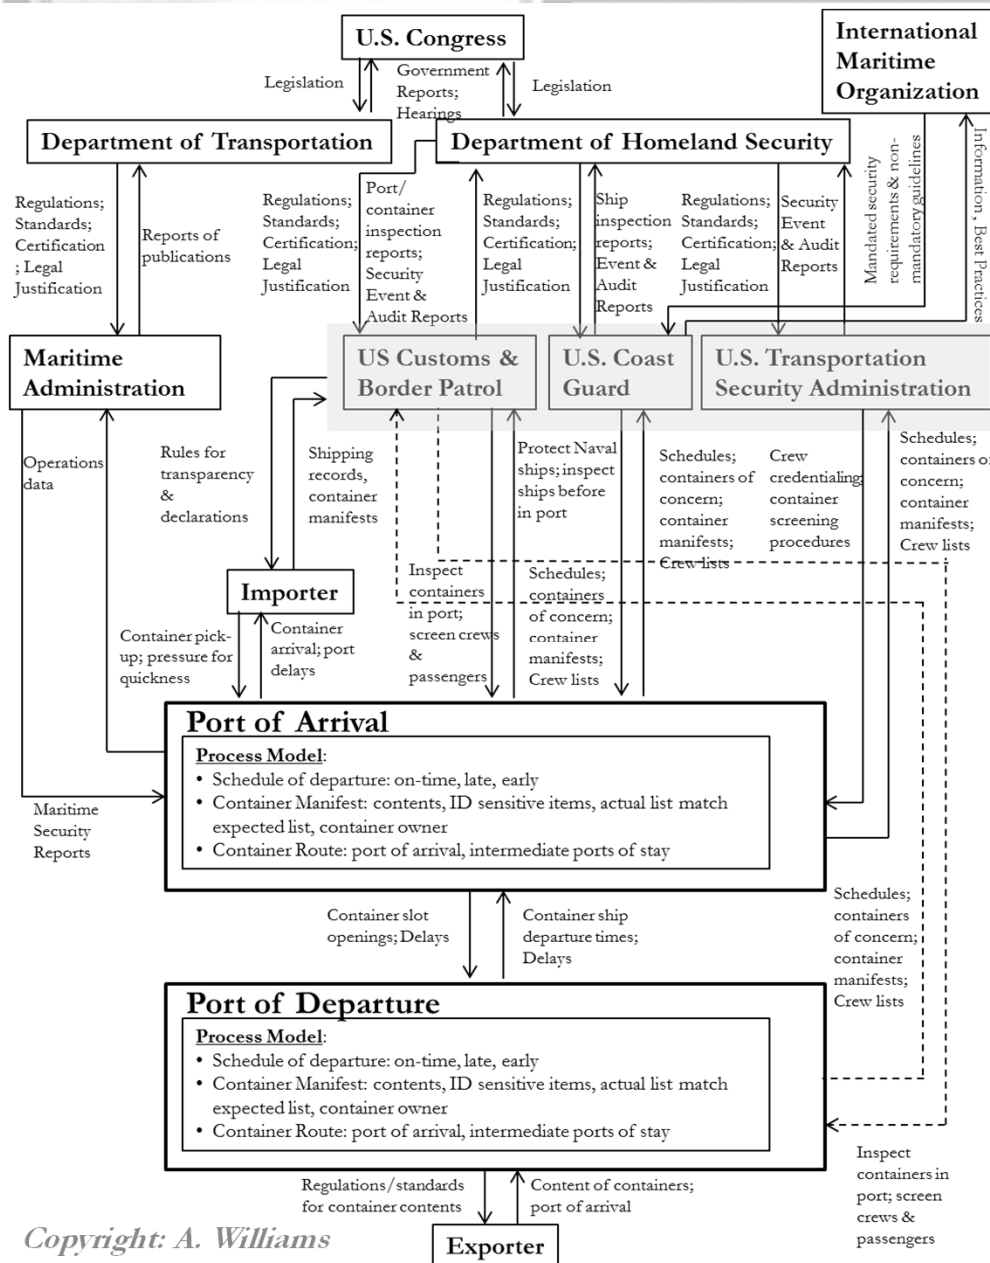 U.S. Congress
International
Maritime
Organization
Legislation
Government
Reports;
Hearings
Legislation
Department of Transportation
Department of Homeland Security
Regulations;
Standards;
Certification
; Legal
Justification
Reports of
publications
Regulations;
Standards;
Certification;
Legal
Justification
Port/
container
inspection
reports;
Security
Event &
Audit Reports
Regulations;
Standards;
Certification;
Legal
Justification
Ship
inspection
reports;
Event &
Audit
Reports
Regulations;
Standards;
Certification;
Legal
Justification
Security
Event
& Audit
Reports
Mandated security
requirements & non-
mandatory guidelines
Information , Best Practices
Maritime
Administration
US Customs &
Border Patrol
U.S. Coast
Guard
U.S. Transportation
Security Administration
Operations
data
Rules for
transparency
&
declarations
Shipping
records,
container
manifests
Protect Naval
ships; inspect
ships before
in port
Schedules;
containers of
concern;
container
manifests;
Crew lists
Crew
credentialing;
container
screening
procedures
Schedules;
containers of
concern;
container
manifests;
Crew lists
Importer
Inspect
containers
in port;
screen crews
&
passengers
Schedules;
containers
of concern;
container
manifests;
Crew lists
Container pick-
up; pressure for
quickness
Container
arrival; port
delays
Port of Arrival
Process Model:
• Schedule of departure: on-time, late, early
• Container Manifest: contents, ID sensitive items, actual list match
expected list, container owner
• Container Route: port of arrival, intermediate ports of stay
Maritime
Security
Reports
Container slot
openings; Delays
Container ship
departure times;
Delays
Schedules;
containers
of concern;
container
manifests;
Crew lists
Port of Departure
Process Model:
• Schedule of departure: on-time, late, early
• Container Manifest: contents, ID sensitive items, actual list match
expected list, container owner
• Container Route: port of arrival, intermediate ports of stay
Inspect
containers in
port; screen
crews &
passengers
Regulations/standards
for container contents
Content of containers;
port of arrival
Exporter
Copyright: A. Williams